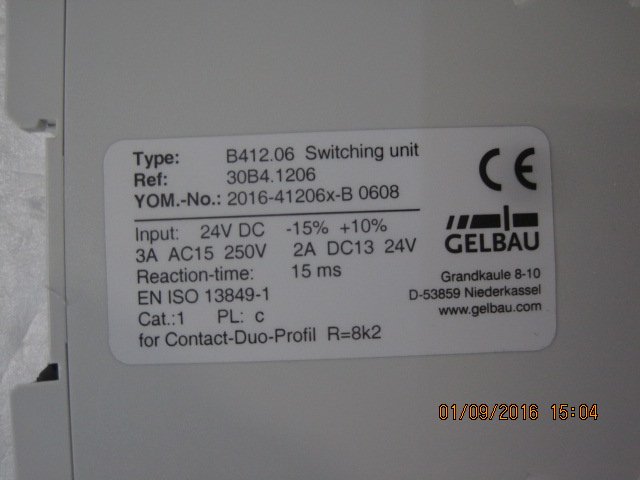 Type: B412.06 Switching unit
Ref: 30B4.1206
YOM.-No.: 2016-41206x-B 0608
CE
Input: 24V DC -15% +10%
3A AC15 250V 2A DC13 24V
Reaction-time: 15 ms
EN ISO 13849-1
Cat.:1 PL: c
for Contact-Duo-Profil R=8k2
GELBAU
Grandkaule 8-10
D-53859 Niederkassel
www.gelbau.com
01/09/2016 15:04